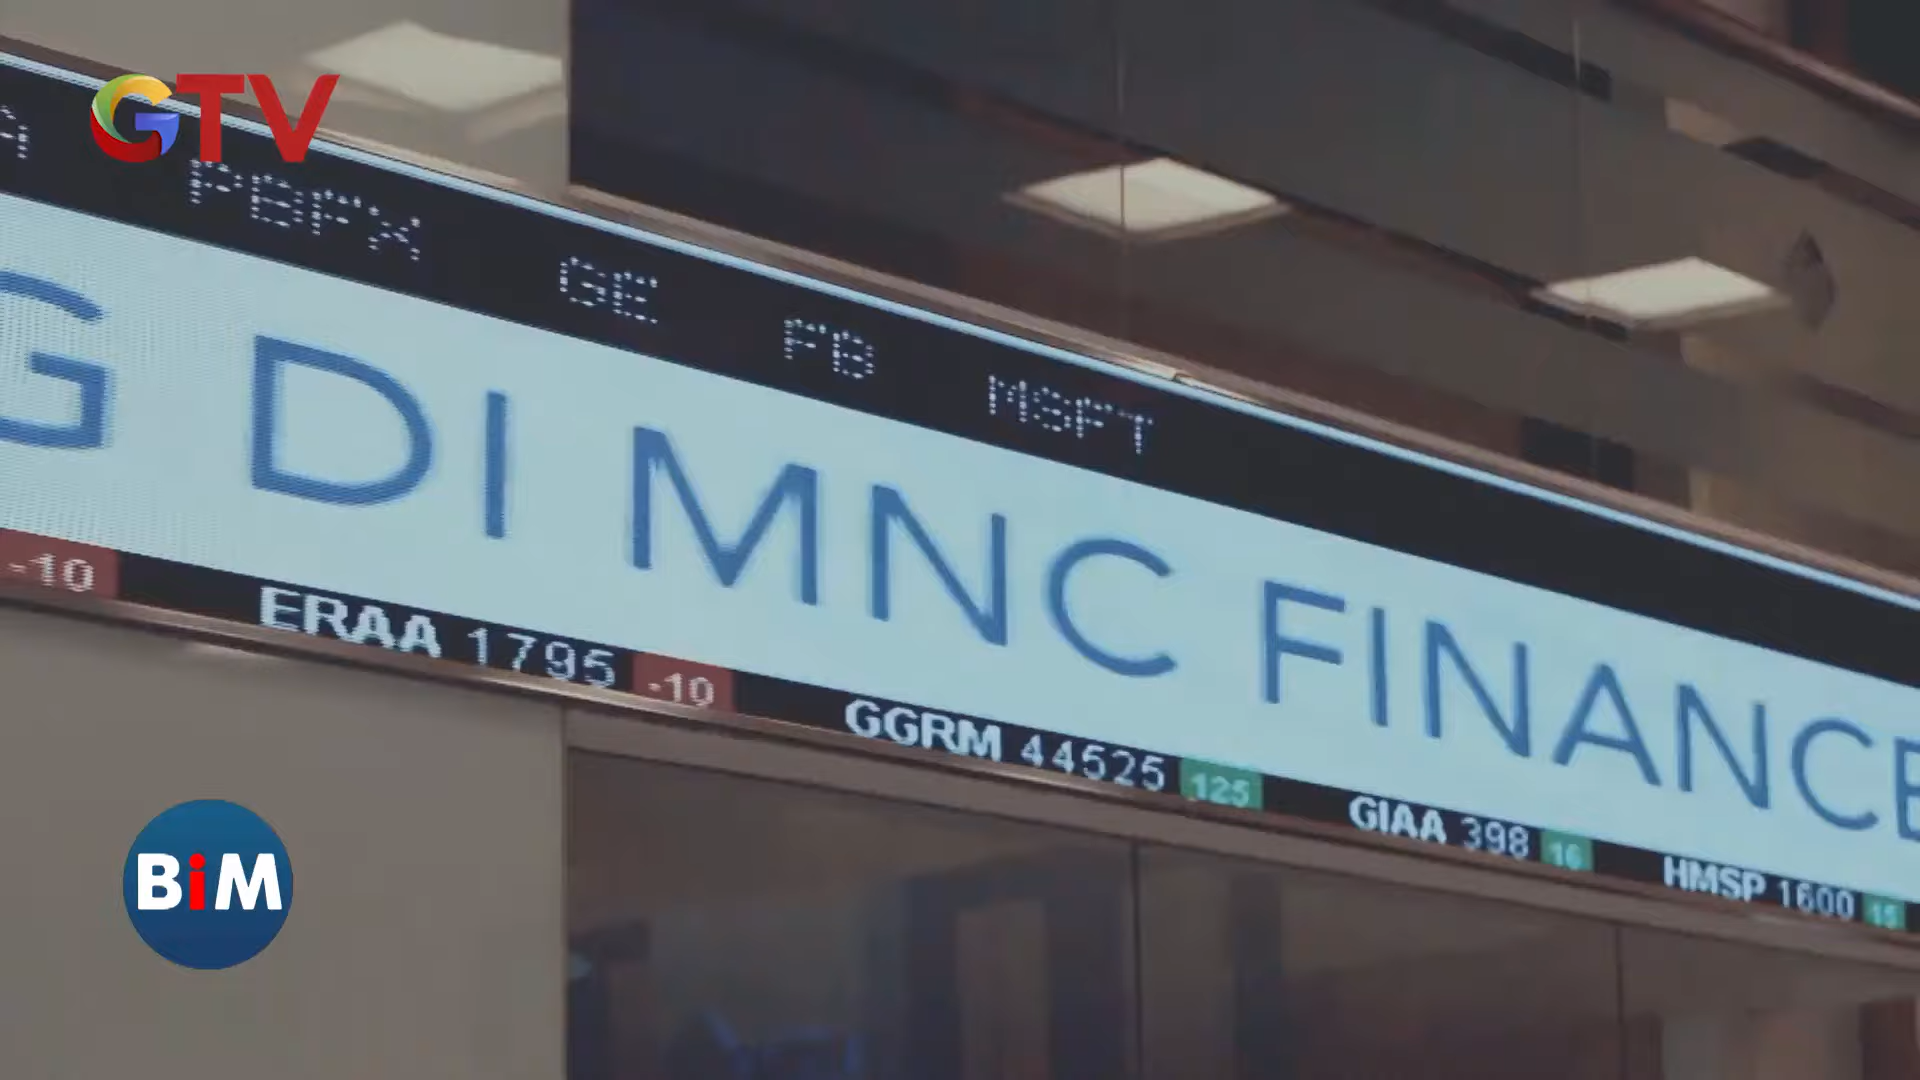 GTV
PBFX GE FB MSFT
G DI MNC FINANCE
-10 ERAA 1795 -10 GGRM 44525 125 GIAA 398 16 HMSP 1600 15
BiM